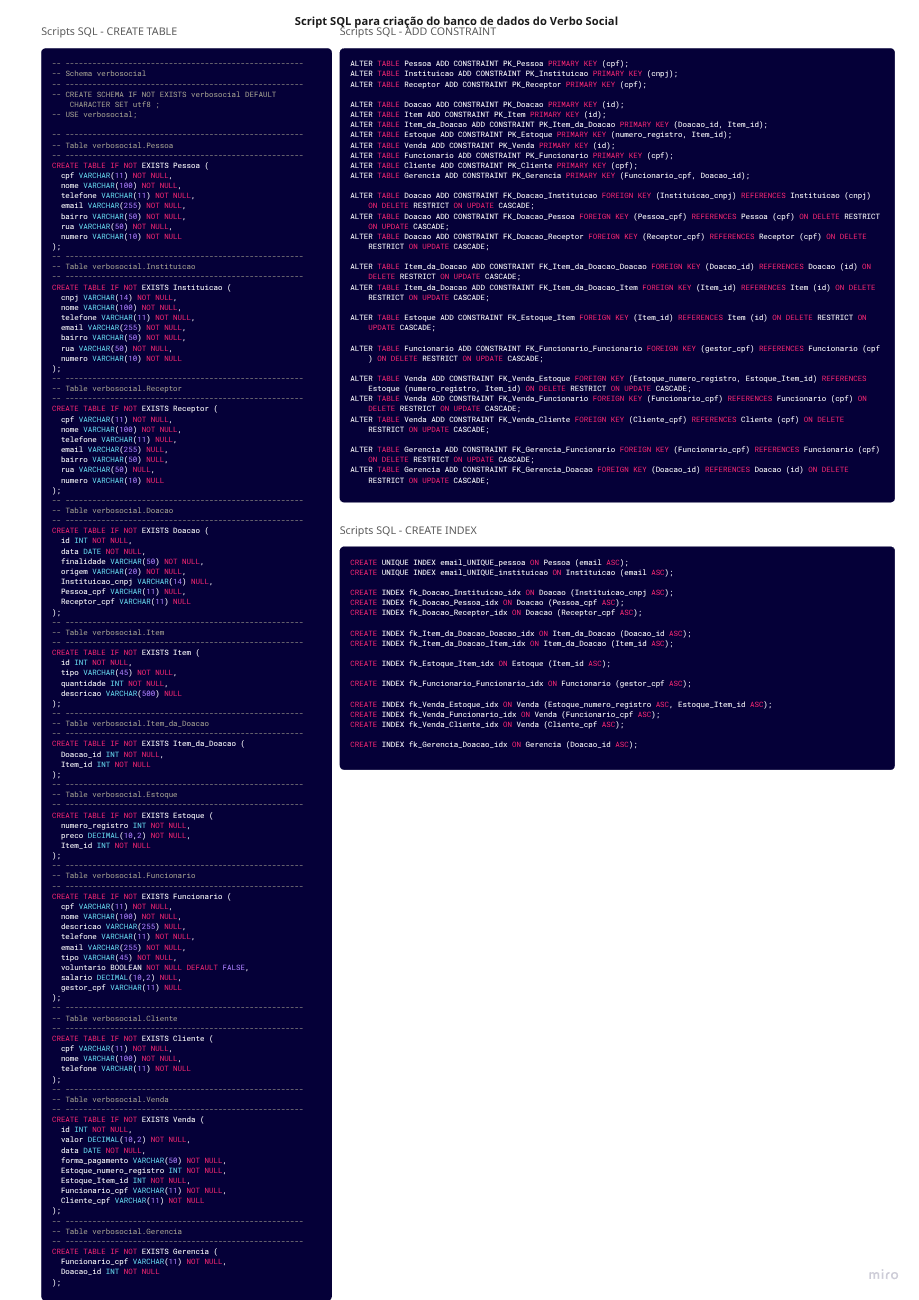 Script SQL para criação do banco de dados do Verbo Social
Scripts SQL - CREATE TABLE
-- -----------------------------------------------------
-- Schema verbosocial
-- -----------------------------------------------------
-- CREATE SCHEMA IF NOT EXISTS verbosocial DEFAULT
CHARACTER SET utf8 ;
-- USE verbosocial;
-- -----------------------------------------------------
-- Table verbosocial.Pessoa
-- -----------------------------------------------------
CREATE TABLE IF NOT EXISTS Pessoa (
cpf VARCHAR(11) NOT NULL,
nome VARCHAR(100) NOT NULL,
telefone VARCHAR(11) NOT NULL,
email VARCHAR(255) NOT NULL,
bairro VARCHAR(50) NOT NULL,
rua VARCHAR(50) NOT NULL,
numero VARCHAR(10) NOT NULL
);
-- -----------------------------------------------------
-- Table verbosocial.Instituicao
-- -----------------------------------------------------
CREATE TABLE IF NOT EXISTS Instituicao (
cnpj VARCHAR(14) NOT NULL,
nome VARCHAR(100) NOT NULL,
telefone VARCHAR(11) NOT NULL,
email VARCHAR(255) NOT NULL,
bairro VARCHAR(50) NOT NULL,
rua VARCHAR(50) NOT NULL,
numero VARCHAR(10) NOT NULL
);
-- -----------------------------------------------------
-- Table verbosocial.Receptor
-- -----------------------------------------------------
CREATE TABLE IF NOT EXISTS Receptor (
cpf VARCHAR(11) NOT NULL,
nome VARCHAR(100) NOT NULL,
telefone VARCHAR(11) NOT NULL,
email VARCHAR(255) NULL,
bairro VARCHAR(50) NULL,
rua VARCHAR(50) NULL,
numero VARCHAR(10) NULL
);
-- -----------------------------------------------------
-- Table verbosocial.Doacao
-- -----------------------------------------------------
CREATE TABLE IF NOT EXISTS Doacao (
id INT NOT NULL,
data DATE NOT NULL,
finalidade VARCHAR(50) NOT NULL,
origem VARCHAR(20) NOT NULL,
Instituicao_cnpj VARCHAR(14) NULL,
Pessoa_cpf VARCHAR(11) NULL,
Receptor_cpf VARCHAR(11) NULL
);
-- -----------------------------------------------------
-- Table verbosocial.Item
-- -----------------------------------------------------
CREATE TABLE IF NOT EXISTS Item (
id INT NOT NULL,
tipo VARCHAR(45) NOT NULL,
quantidade INT NOT NULL,
descricao VARCHAR(500) NULL
);
-- -----------------------------------------------------
-- Table verbosocial.Item_da_Doacao
-- -----------------------------------------------------
CREATE TABLE IF NOT EXISTS Item_da_Doacao (
Doacao_id INT NOT NULL,
Item_id INT NOT NULL
);
-- -----------------------------------------------------
-- Table verbosocial.Estoque
-- -----------------------------------------------------
CREATE TABLE IF NOT EXISTS Estoque (
numero_registro INT NOT NULL,
preco DECIMAL(10,2) NOT NULL,
Item_id INT NOT NULL
);
-- -----------------------------------------------------
-- Table verbosocial.Funcionario
-- -----------------------------------------------------
CREATE TABLE IF NOT EXISTS Funcionario (
cpf VARCHAR(11) NOT NULL,
nome VARCHAR(100) NOT NULL,
descricao VARCHAR(255) NULL,
telefone VARCHAR(11) NOT NULL,
email VARCHAR(255) NOT NULL,
tipo VARCHAR(45) NOT NULL,
voluntario BOOLEAN NOT NULL DEFAULT FALSE,
salario DECIMAL(10,2) NULL,
gestor_cpf VARCHAR(11) NULL
);
-- -----------------------------------------------------
-- Table verbosocial.Cliente
-- -----------------------------------------------------
CREATE TABLE IF NOT EXISTS Cliente (
cpf VARCHAR(11) NOT NULL,
nome VARCHAR(100) NOT NULL,
telefone VARCHAR(11) NOT NULL
);
-- -----------------------------------------------------
-- Table verbosocial.Venda
-- -----------------------------------------------------
CREATE TABLE IF NOT EXISTS Venda (
id INT NOT NULL,
valor DECIMAL(10,2) NOT NULL,
data DATE NOT NULL,
forma_pagamento VARCHAR(50) NOT NULL,
Estoque_numero_registro INT NOT NULL,
Estoque_Item_id INT NOT NULL,
Funcionario_cpf VARCHAR(11) NOT NULL,
Cliente_cpf VARCHAR(11) NOT NULL
);
-- -----------------------------------------------------
-- Table verbosocial.Gerencia
-- -----------------------------------------------------
CREATE TABLE IF NOT EXISTS Gerencia (
Funcionario_cpf VARCHAR(11) NOT NULL,
Doacao_id INT NOT NULL
);
Scripts SQL - ADD CONSTRAINT
ALTER TABLE Pessoa ADD CONSTRAINT PK_Pessoa PRIMARY KEY (cpf);
ALTER TABLE Instituicao ADD CONSTRAINT PK_Instituicao PRIMARY KEY (cnpj);
ALTER TABLE Receptor ADD CONSTRAINT PK_Receptor PRIMARY KEY (cpf);
ALTER TABLE Doacao ADD CONSTRAINT PK_Doacao PRIMARY KEY (id);
ALTER TABLE Item ADD CONSTRAINT PK_Item PRIMARY KEY (id);
ALTER TABLE Item_da_Doacao ADD CONSTRAINT PK_Item_da_Doacao PRIMARY KEY (Doacao_id, Item_id);
ALTER TABLE Estoque ADD CONSTRAINT PK_Estoque PRIMARY KEY (numero_registro, Item_id);
ALTER TABLE Venda ADD CONSTRAINT PK_Venda PRIMARY KEY (id);
ALTER TABLE Funcionario ADD CONSTRAINT PK_Funcionario PRIMARY KEY (cpf);
ALTER TABLE Cliente ADD CONSTRAINT PK_Cliente PRIMARY KEY (cpf);
ALTER TABLE Gerencia ADD CONSTRAINT PK_Gerencia PRIMARY KEY (Funcionario_cpf, Doacao_id);
ALTER TABLE Doacao ADD CONSTRAINT FK_Doacao_Instituicao FOREIGN KEY (Instituicao_cnpj) REFERENCES Instituicao (cnpj)
ON DELETE RESTRICT ON UPDATE CASCADE;
ALTER TABLE Doacao ADD CONSTRAINT FK_Doacao_Pessoa FOREIGN KEY (Pessoa_cpf) REFERENCES Pessoa (cpf) ON DELETE RESTRICT
ON UPDATE CASCADE;
ALTER TABLE Doacao ADD CONSTRAINT FK_Doacao_Receptor FOREIGN KEY (Receptor_cpf) REFERENCES Receptor (cpf) ON DELETE
RESTRICT ON UPDATE CASCADE;
ALTER TABLE Item_da_Doacao ADD CONSTRAINT FK_Item_da_Doacao_Doacao FOREIGN KEY (Doacao_id) REFERENCES Doacao (id) ON
DELETE RESTRICT ON UPDATE CASCADE;
ALTER TABLE Item_da_Doacao ADD CONSTRAINT FK_Item_da_Doacao_Item FOREIGN KEY (Item_id) REFERENCES Item (id) ON DELETE
RESTRICT ON UPDATE CASCADE;
ALTER TABLE Estoque ADD CONSTRAINT FK_Estoque_Item FOREIGN KEY (Item_id) REFERENCES Item (id) ON DELETE RESTRICT ON
UPDATE CASCADE;
ALTER TABLE Funcionario ADD CONSTRAINT FK_Funcionario_Funcionario FOREIGN KEY (gestor_cpf) REFERENCES Funcionario (cpf
) ON DELETE RESTRICT ON UPDATE CASCADE;
ALTER TABLE Venda ADD CONSTRAINT FK_Venda_Estoque FOREIGN KEY (Estoque_numero_registro, Estoque_Item_id) REFERENCES
Estoque (numero_registro, Item_id) ON DELETE RESTRICT ON UPDATE CASCADE;
ALTER TABLE Venda ADD CONSTRAINT FK_Venda_Funcionario FOREIGN KEY (Funcionario_cpf) REFERENCES Funcionario (cpf) ON
DELETE RESTRICT ON UPDATE CASCADE;
ALTER TABLE Venda ADD CONSTRAINT FK_Venda_Cliente FOREIGN KEY (Cliente_cpf) REFERENCES Cliente (cpf) ON DELETE
RESTRICT ON UPDATE CASCADE;
ALTER TABLE Gerencia ADD CONSTRAINT FK_Gerencia_Funcionario FOREIGN KEY (Funcionario_cpf) REFERENCES Funcionario (cpf)
ON DELETE RESTRICT ON UPDATE CASCADE;
ALTER TABLE Gerencia ADD CONSTRAINT FK_Gerencia_Doacao FOREIGN KEY (Doacao_id) REFERENCES Doacao (id) ON DELETE
RESTRICT ON UPDATE CASCADE;
Scripts SQL - CREATE INDEX
CREATE UNIQUE INDEX email_UNIQUE_pessoa ON Pessoa (email ASC);
CREATE UNIQUE INDEX email_UNIQUE_instituicao ON Instituicao (email ASC);
CREATE INDEX fk_Doacao_Instituicao_idx ON Doacao (Instituicao_cnpj ASC);
CREATE INDEX fk_Doacao_Pessoa_idx ON Doacao (Pessoa_cpf ASC);
CREATE INDEX fk_Doacao_Receptor_idx ON Doacao (Receptor_cpf ASC);
CREATE INDEX fk_Item_da_Doacao_Doacao_idx ON Item_da_Doacao (Doacao_id ASC);
CREATE INDEX fk_Item_da_Doacao_Item_idx ON Item_da_Doacao (Item_id ASC);
CREATE INDEX fk_Estoque_Item_idx ON Estoque (Item_id ASC);
CREATE INDEX fk_Funcionario_Funcionario_idx ON Funcionario (gestor_cpf ASC);
CREATE INDEX fk_Venda_Estoque_idx ON Venda (Estoque_numero_registro ASC, Estoque_Item_id ASC);
CREATE INDEX fk_Venda_Funcionario_idx ON Venda (Funcionario_cpf ASC);
CREATE INDEX fk_Venda_Cliente_idx ON Venda (Cliente_cpf ASC);
CREATE INDEX fk_Gerencia_Doacao_idx ON Gerencia (Doacao_id ASC);
miro